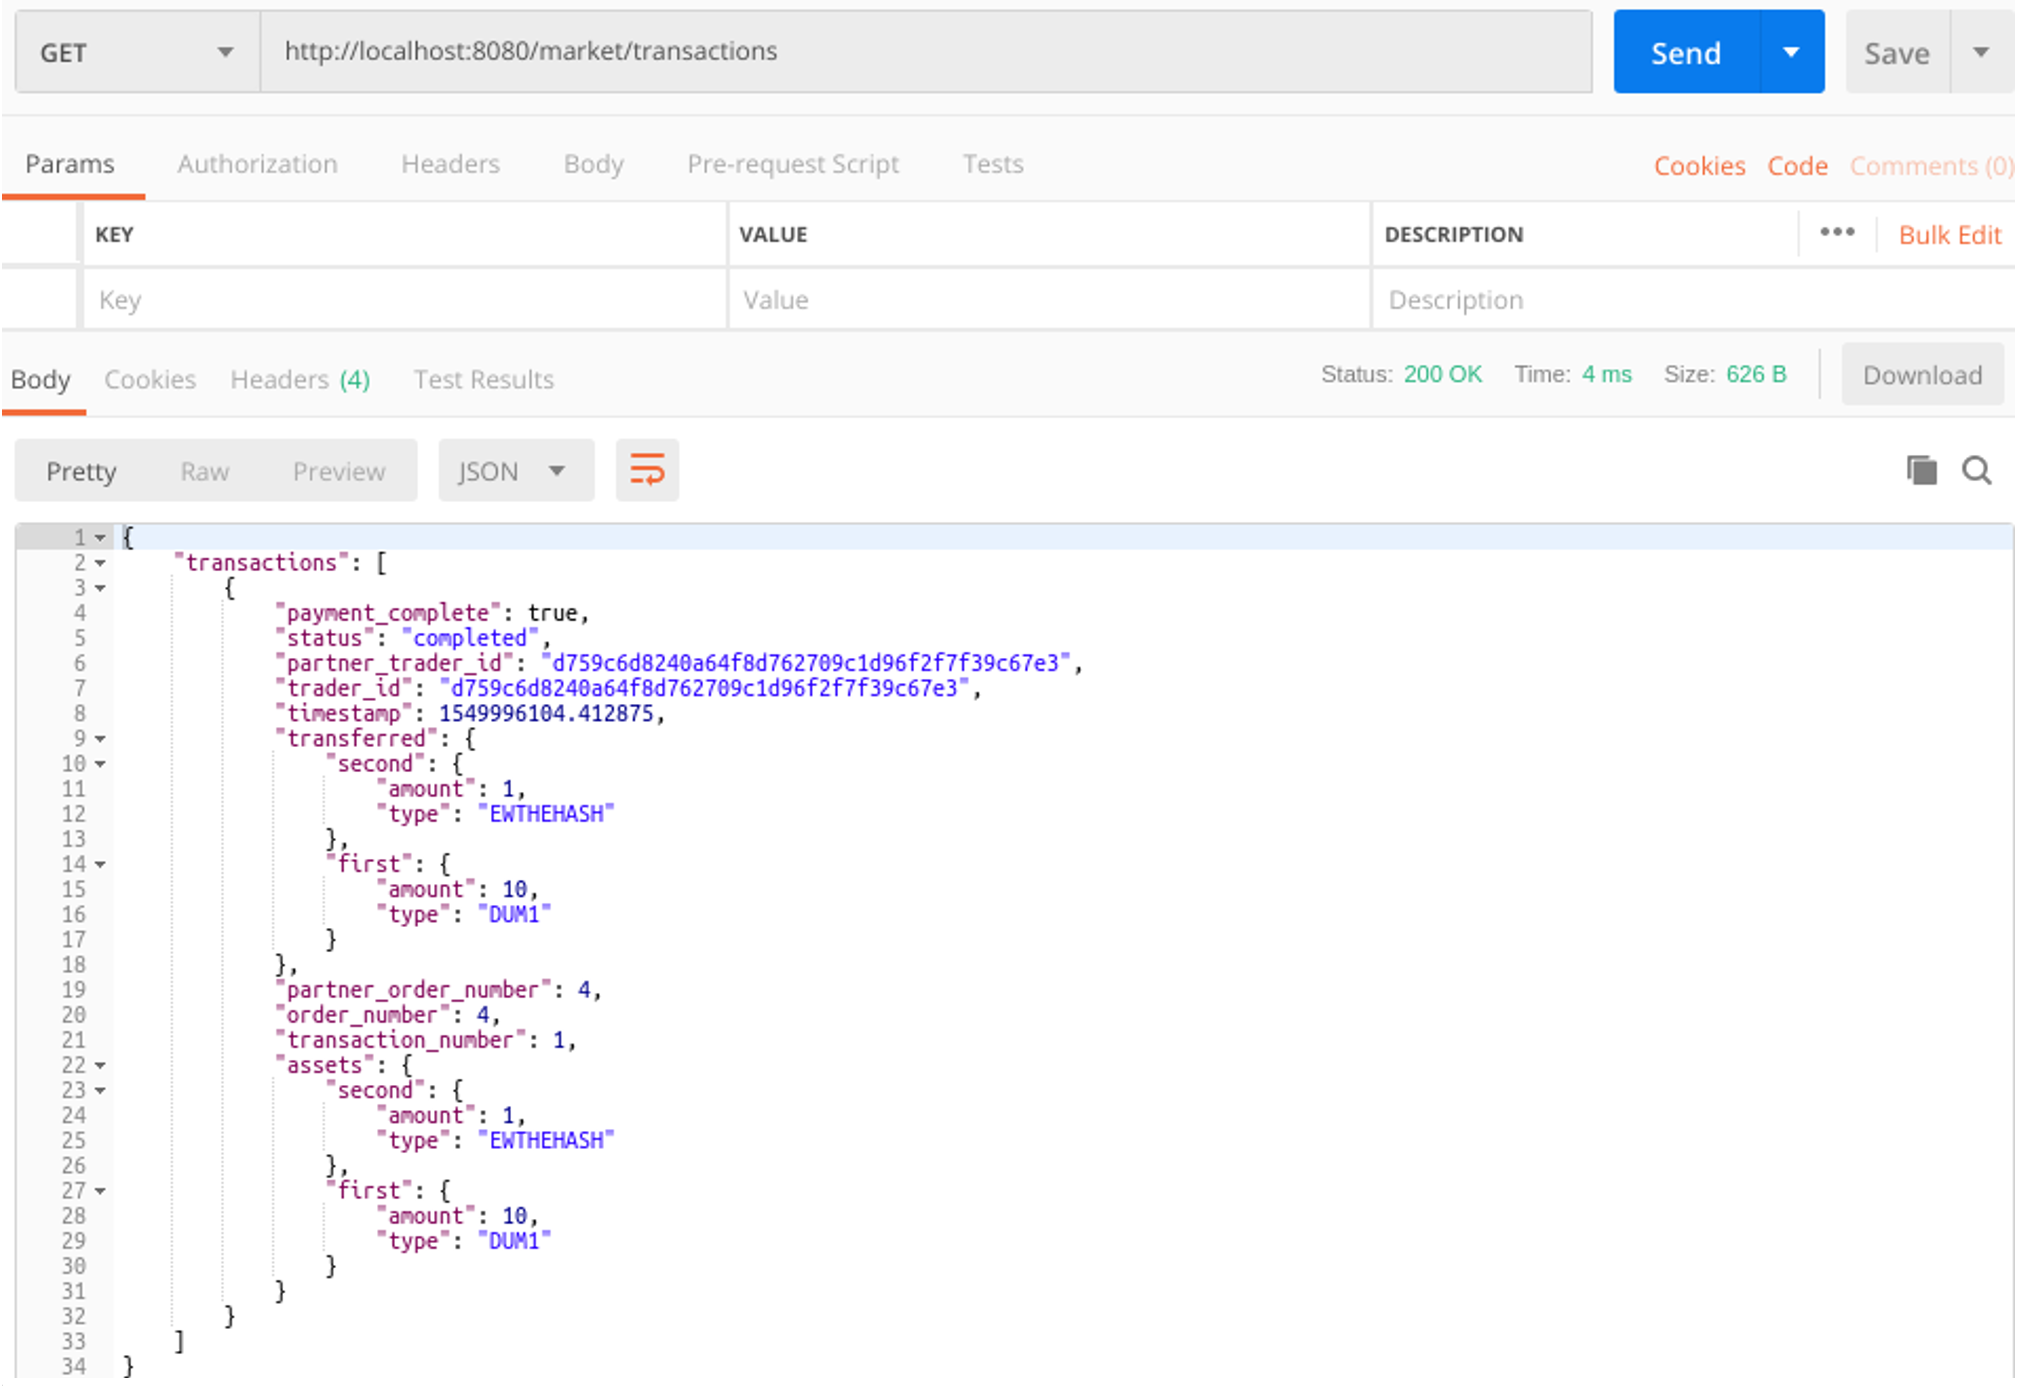 GET http://localhost:8080/market/transactions Send Save
Params Authorization Headers Body Pre-request Script Tests Cookies Code Comments (0)
KEY VALUE DESCRIPTION ••• Bulk Edit
Key Value Description
Body Cookies Headers (4) Test Results Status: 200 OK Time: 4 ms Size: 626 B Download
Pretty Raw Preview JSON
1 {
2 "transactions": [
3 {
4 "payment_complete": true,
5 "status": "completed",
6 "partner_trader_id": "d759c6d8240a64f8d762709c1d96f2f7f39c67e3",
7 "trader_id": "d759c6d8240a64f8d762709c1d96f2f7f39c67e3",
8 "timestamp": 1549996104.412875,
9 "transferred": {
10 "second": {
11 "amount": 1,
12 "type": "EWTHEHASH"
13 },
14 "first": {
15 "amount": 10,
16 "type": "DUM1"
17 }
18 },
19 "partner_order_number": 4,
20 "order_number": 4,
21 "transaction_number": 1,
22 "assets": {
23 "second": {
24 "amount": 1,
25 "type": "EWTHEHASH"
26 },
27 "first": {
28 "amount": 10,
29 "type": "DUM1"
30 }
31 }
32 }
33 ]
34 }